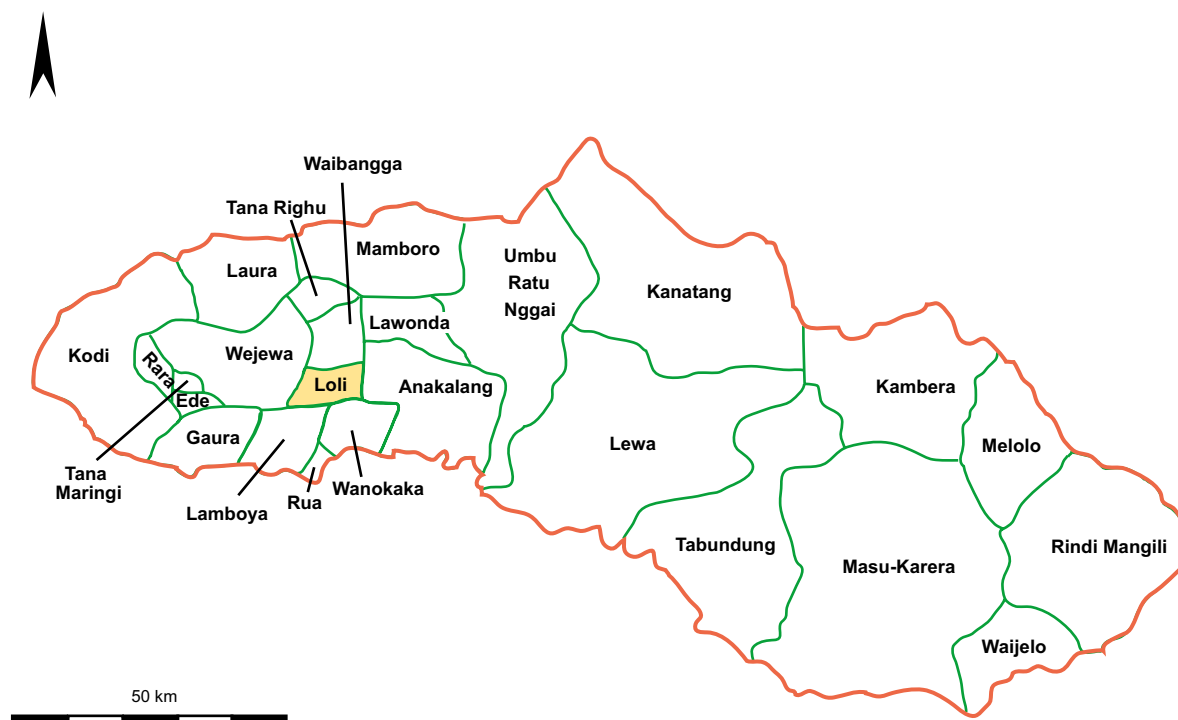 Waibangga
Tana Righu
Mamboro
Umbu
Ratu
Nggai
Laura
Kanatang
Lawonda
Kodi
Wejewa
Rara
Loli
Anakalang
Kambera
Ede
Gaura
Lewa
Melolo
Tana
Maringi
Lamboya
Rua
Wanokaka
Tabundung
Masu-Karera
Rindi Mangili
Waijelo
50 km